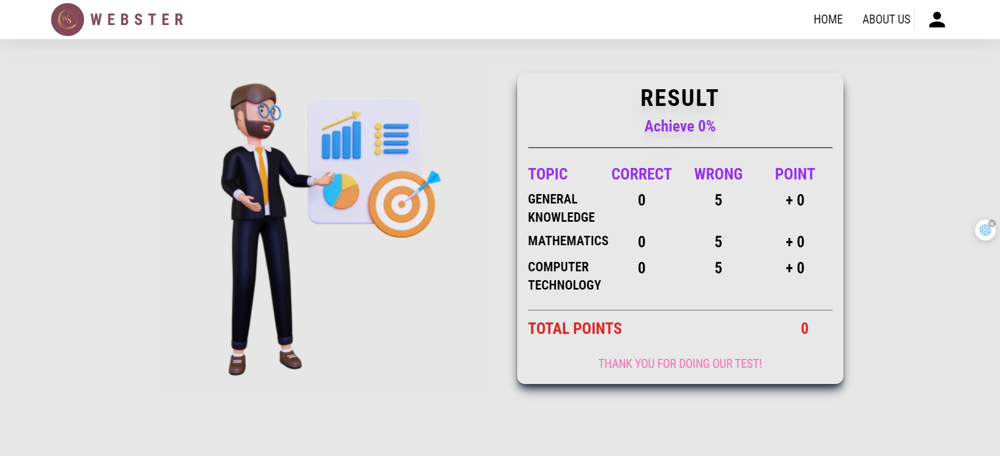 WS
WEBSTER
HOME
ABOUT US
RESULT
Achieve 0%
TOPIC CORRECT WRONG POINT
GENERAL KNOWLEDGE 0 5 + 0
MATHEMATICS 0 5 + 0
COMPUTER TECHNOLOGY 0 5 + 0
TOTAL POINTS 0
THANK YOU FOR DOING OUR TEST!